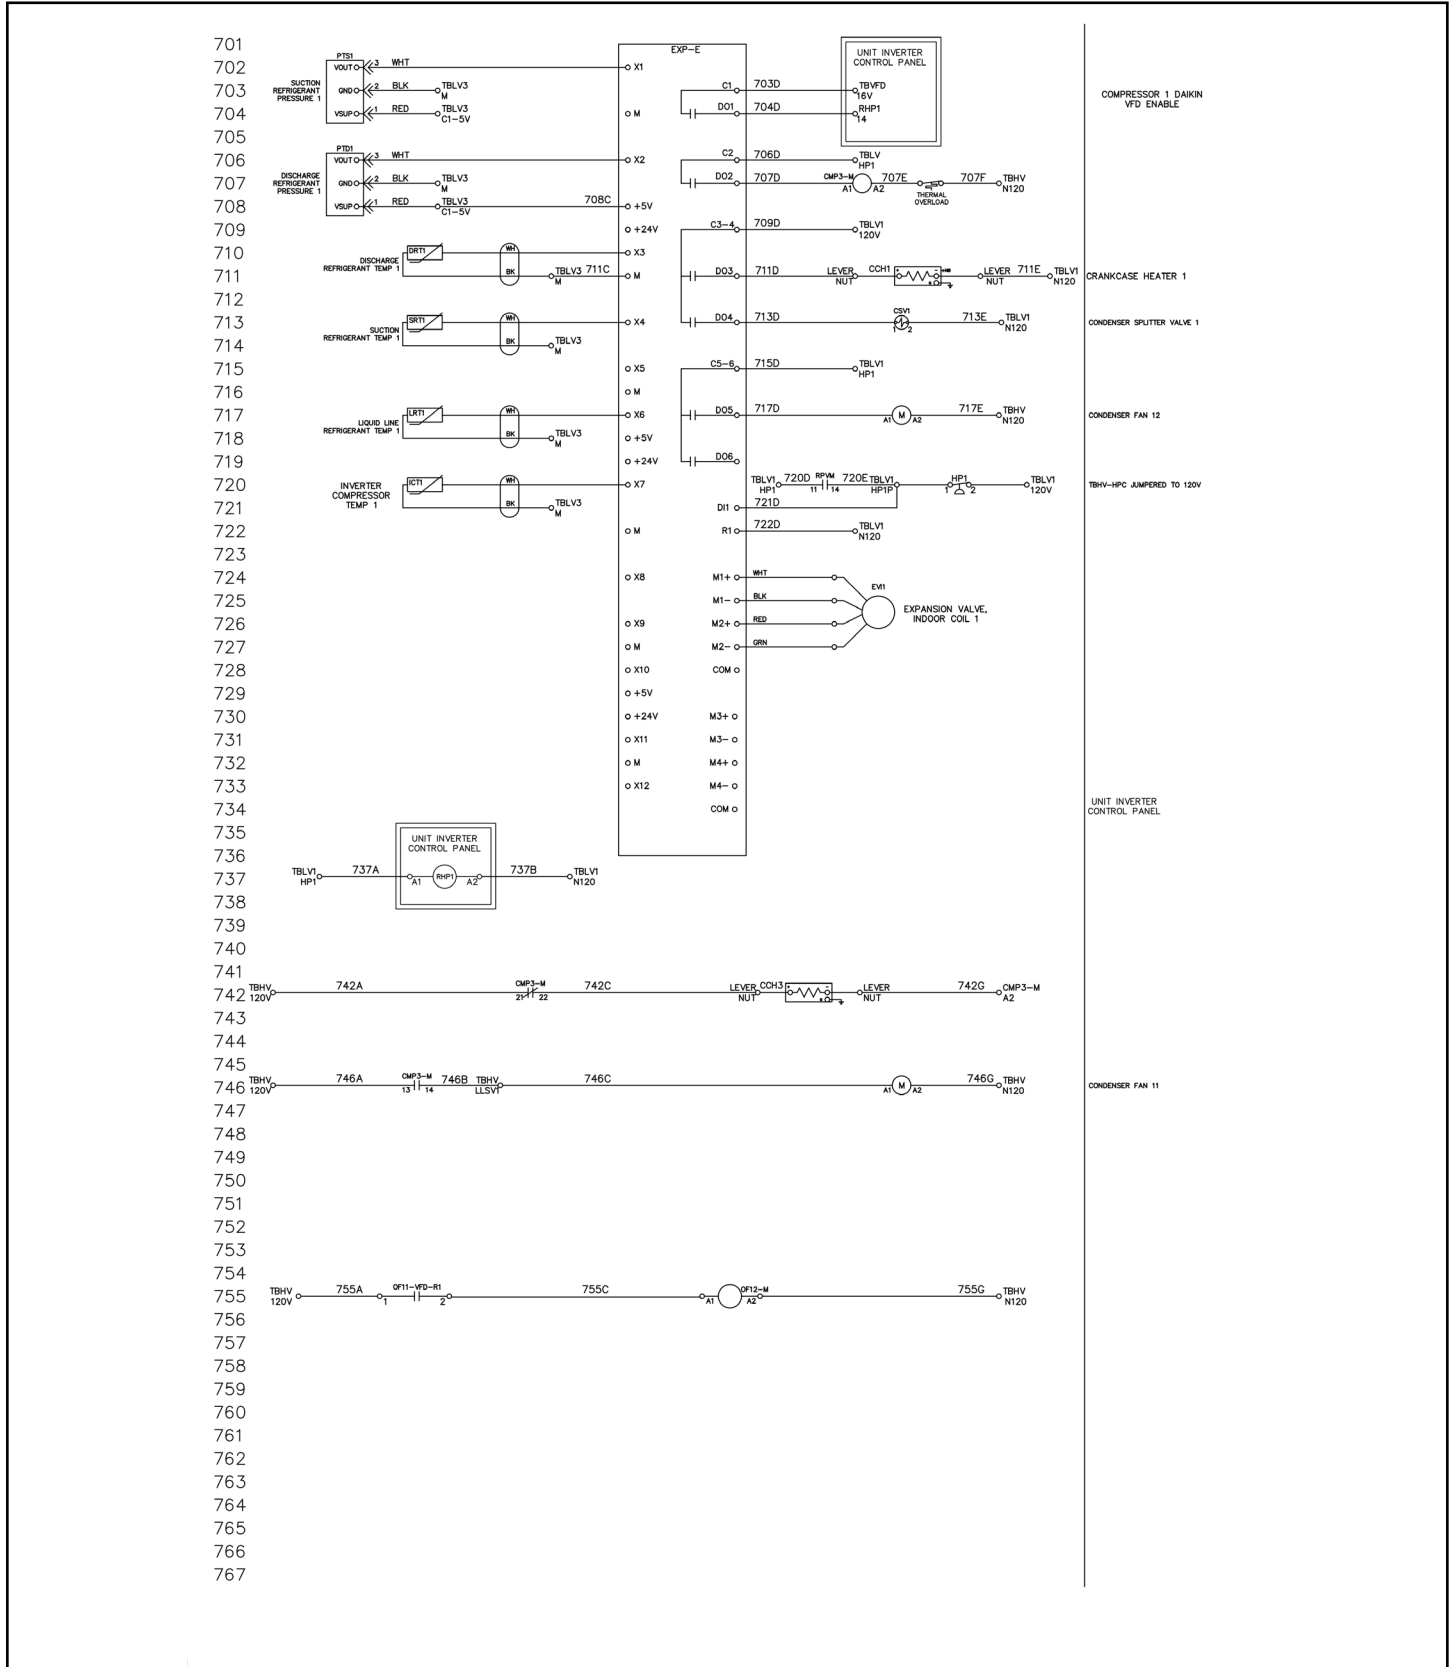 701
EXP-E
UNIT INVERTER
CONTROL PANEL
702
PTS1
VOUT 3 WHT
X1
703
SUCTION
REFRIGERANT
PRESSURE 1
GND 2 BLK TBLV3
M
C1 703D TBVFD
16V
COMPRESSOR 1 DAIKIN
VFD ENABLE
704
VSUP 1 RED TBLV3
C1-5V
M
DO1 704D RHP1
14
705
706
PTD1
VOUT 3 WHT
X2
C2 706D TBLV
HP1
707
DISCHARGE
REFRIGERANT
PRESSURE 1
GND 2 BLK TBLV3
M
DO2 707D CMP3-M
A1 A2 707E
THERMAL
OVERLOAD
707F TBHV
N120
708
VSUP 1 RED TBLV3
C1-5V
708C +5V
709
+24V
C3-4 709D TBLV1
120V
710
DRT1 WH X3
711
DISCHARGE
REFRIGERANT TEMP 1
BK TBLV3 711C M
M
DO3 711D LEVER
NUT
CCH1
LEVER
NUT
711E TBLV1
N120
CRANKCASE HEATER 1
712
713
SRT1 WH X4
DO4 713D CSV1
1 2
713E TBLV1
N120
CONDENSER SPLITTER VALVE 1
714
SUCTION
REFRIGERANT TEMP 1
BK TBLV3
M
715
X5
C5-6 715D TBLV1
HP1
716
M
717
LRT1 WH X6
DO5 717D A1 M A2 717E TBHV
N120
CONDENSER FAN 12
718
LIQUID LINE
REFRIGERANT TEMP 1
BK TBLV3
M
+5V
719
+24V
DO6
720
INVERTER
COMPRESSOR
TEMP 1
ICT1 WH X7
TBLV1
HP1
720D RPVM
11 14
720E TBLV1
HP1P
HP1
1 2
TBLV1
120V
TBHV-HPC JUMPERED TO 120V
721
BK TBLV3
M
DI1 721D
722
M
R1 722D TBLV1
N120
723
724
X8
M1+ WHT
EVI1
725
M1- BLK
EXPANSION VALVE,
INDOOR COIL 1
726
X9
M2+ RED
727
M
M2- GRN
728
X10
COM
729
+5V
730
+24V
M3+
731
X11
M3-
732
M
M4+
733
X12
M4-
734
COM
UNIT INVERTER
CONTROL PANEL
735
UNIT INVERTER
CONTROL PANEL
736
737
TBLV1
HP1
737A A1 RHP1 A2 737B TBLV1
N120
738
739
740
741
742
TBHV
120V
742A CMP3-M
21 22
742C LEVER
NUT
CCH3
LEVER
NUT
742G CMP3-M
A2
743
744
745
746
TBHV
120V
746A CMP3-M
13 14
746B TBHV
LLSV1
746C A1 M A2 746G TBHV
N120
CONDENSER FAN 11
747
748
749
750
751
752
753
754
755
TBHV
120V
755A OF11-VFD-R1
1 2
755C A1 OF12-M
A2
755G TBHV
N120
756
757
758
759
760
761
762
763
764
765
766
767